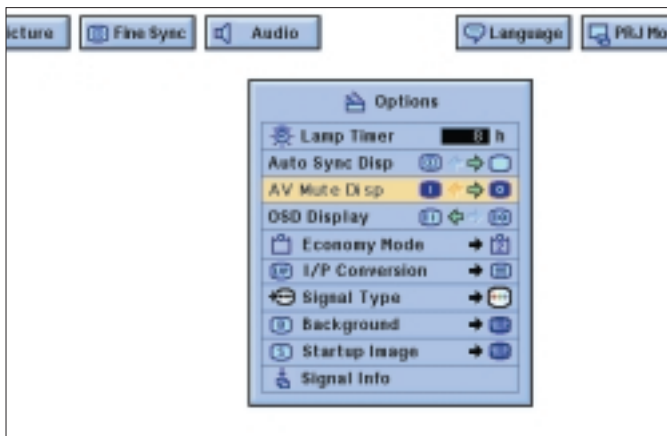 icture Fine Sync Audio Language PRJ Mo
Options
Lamp Timer 8 h
Auto Sync Disp
AV Mute Disp
OSD Display
Economy Mode
I/P Conversion
Signal Type
Background
Startup Image
Signal Info